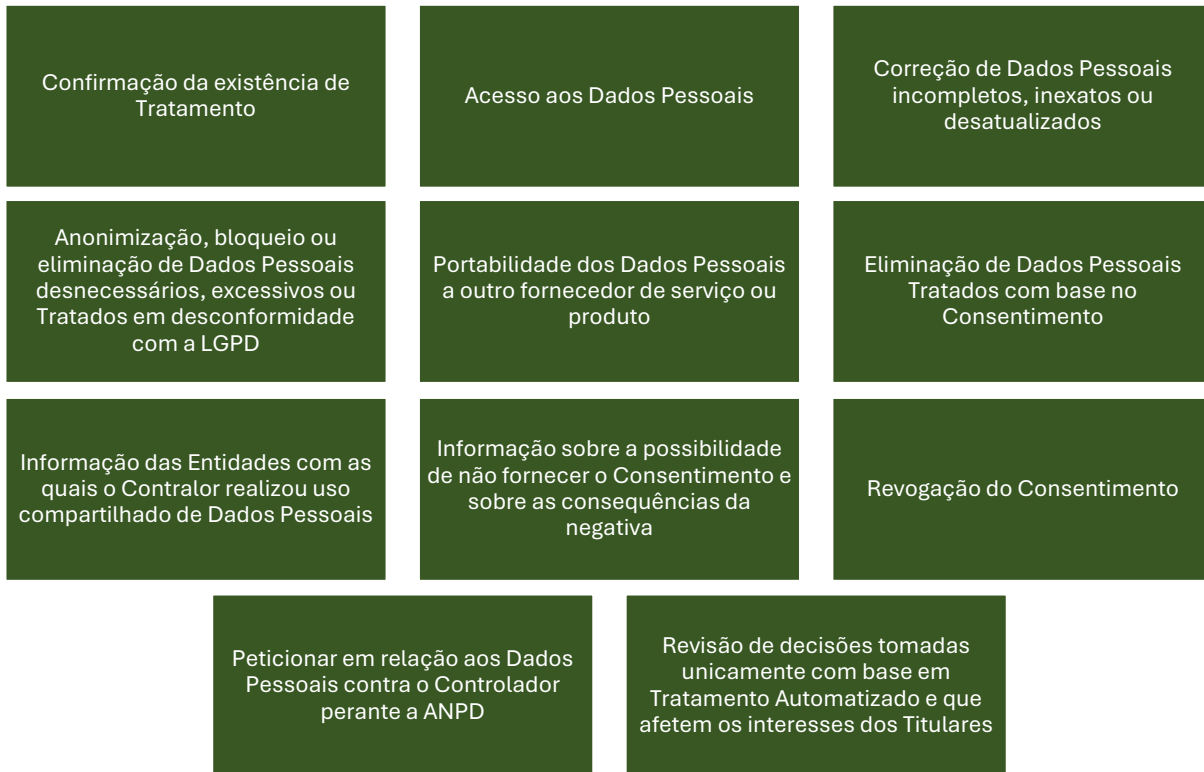 Confirmação da existência de
Tratamento
Acesso aos Dados Pessoais
Correção de Dados Pessoais
incompletos, inexatos ou
desatualizados
Anonimização, bloqueio ou
eliminação de Dados Pessoais
desnecessários, excessivos ou
Tratados em desconformidade
com a LGPD
Portabilidade dos Dados Pessoais
a outro fornecedor de serviço ou
produto
Eliminação de Dados Pessoais
Tratados com base no
Consentimento
Informação das Entidades com as
quais o Contralor realizou uso
compartilhado de Dados Pessoais
Informação sobre a possibilidade
de não fornecer o Consentimento e
sobre as consequências da
negativa
Revogação do Consentimento
Peticionar em relação aos Dados
Pessoais contra o Controlador
perante a ANPD
Revisão de decisões tomadas
unicamente com base em
Tratamento Automatizado e que
afetem os interesses dos Titulares